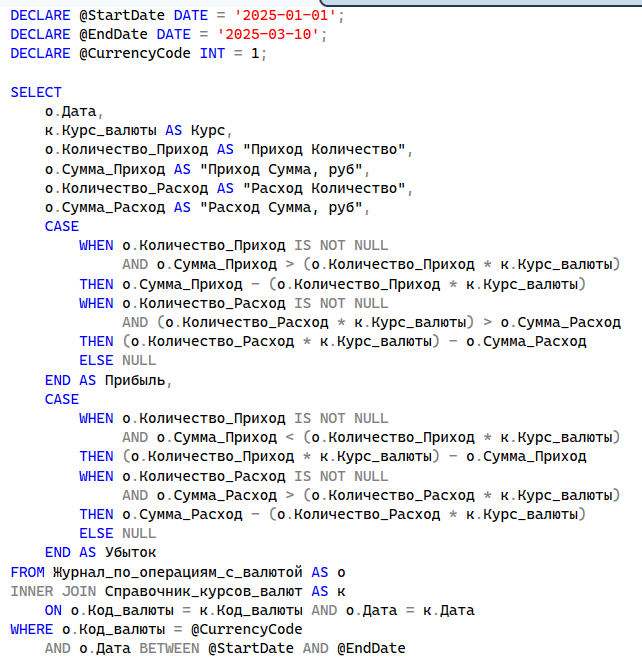 DECLARE @StartDate DATE = '2025-01-01';
DECLARE @EndDate DATE = '2025-03-10';
DECLARE @CurrencyCode INT = 1;

SELECT
    о.Дата,
    к.Курс_валюты AS Курс,
    о.Количество_Приход AS "Приход Количество",
    о.Сумма_Приход AS "Приход Сумма, руб",
    о.Количество_Расход AS "Расход Количество",
    о.Сумма_Расход AS "Расход Сумма, руб",
    CASE
        WHEN о.Количество_Приход IS NOT NULL
             AND о.Сумма_Приход > (о.Количество_Приход * к.Курс_валюты)
        THEN о.Сумма_Приход - (о.Количество_Приход * к.Курс_валюты)
        WHEN о.Количество_Расход IS NOT NULL
             AND (о.Количество_Расход * к.Курс_валюты) > о.Сумма_Расход
        THEN (о.Количество_Расход * к.Курс_валюты) - о.Сумма_Расход
        ELSE NULL
    END AS Прибыль,
    CASE
        WHEN о.Количество_Приход IS NOT NULL
             AND о.Сумма_Приход < (о.Количество_Приход * к.Курс_валюты)
        THEN (о.Количество_Приход * к.Курс_валюты) - о.Сумма_Приход
        WHEN о.Количество_Расход IS NOT NULL
             AND о.Сумма_Расход > (о.Количество_Расход * к.Курс_валюты)
        THEN о.Сумма_Расход - (о.Количество_Расход * к.Курс_валюты)
        ELSE NULL
    END AS Убыток
FROM Журнал_по_операциям_с_валютой AS о
INNER JOIN Справочник_курсов_валют AS к
    ON о.Код_валюты = к.Код_валюты AND о.Дата = к.Дата
WHERE о.Код_валюты = @CurrencyCode
    AND о.Дата BETWEEN @StartDate AND @EndDate